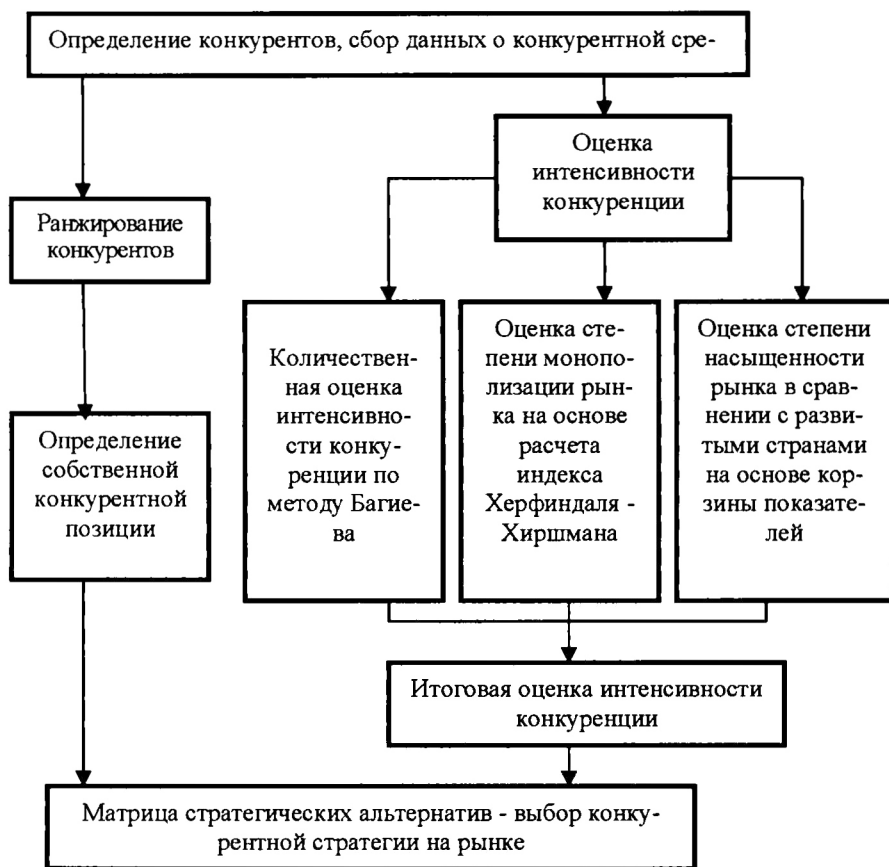 Определение конкурентов, сбор данных о конкурентной сре-
Оценка
интенсивности
конкуренции
Ранжирование
конкурентов
Определение
собственной
конкурентной
позиции
Количествен-
ная оценка
интенсивно-
сти конку-
ренции по
методу Багие-
ва
Оценка сте-
пени монопо-
лизации рын-
ка на основе
расчета
индекса
Херфиндаля -
Хиршмана
Оценка степени
насыщенности
рынка в срав-
нении с разви-
тыми странами
на основе кор-
зины показате-
лей
Итоговая оценка интенсивности
конкуренции
Матрица стратегических альтернатив - выбор конку-
рентной стратегии на рынке